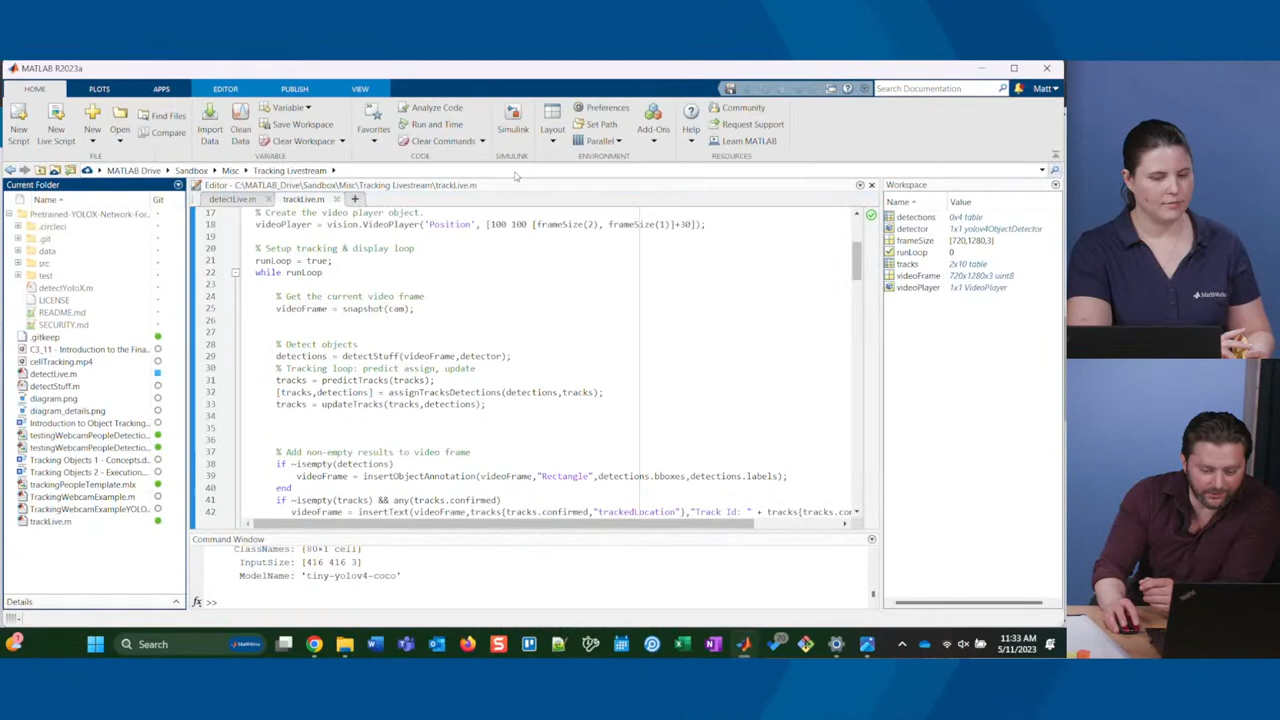 MATLAB R2023a
HOME PLOTS APPS EDITOR PUBLISH VIEW Search Documentation Matt
New Script
New Live Script
New
Open
Find Files
Compare
Import Data
Clean Data
Variable
Save Workspace
Clear Workspace
Favorites
Analyze Code
Run and Time
Clear Commands
Simulink
Layout
Preferences
Set Path
Parallel
Add-Ons
Help
Community
Request Support
Learn MATLAB
FILE VARIABLE CODE SIMULINK ENVIRONMENT RESOURCES
MATLAB Drive Sandbox Misc Tracking Livestream
Current Folder
Name Git
Pretrained-YOLOX-Network-For...
.circleci
.git
data
src
test
detectYoloX.m
LICENSE
README.md
SECURITY.md
.gitkeep
C3_11 - Introduction to the Fina...
cellTracking.mp4
detectLive.m
detectStuff.m
diagram.png
diagram_details.png
Introduction to Object Tracking...
testingWebcamPeopleDetectio...
testingWebcamPeopleDetectio...
Tracking Objects 1 - Concepts.d...
Tracking Objects 2 - Execution...
trackingPeopleTemplate.mlx
TrackingWebcamExample.m
TrackingWebcamExampleYOLO...
trackLive.m
Details
Editor - C:\MATLAB_Drive\Sandbox\Misc\Tracking Livestream\trackLive.m
detectLive.m trackLive.m
17 % Create the video player object.
18 videoPlayer = vision.VideoPlayer('Position', [100 100 [frameSize(2), frameSize(1)]+30]);
19
20 % Setup tracking & display loop
21 runLoop = true;
22 while runLoop
23
24 % Get the current video frame
25 videoFrame = snapshot(cam);
26
27
28 % Detect objects
29 detections = detectStuff(videoFrame,detector);
30 % Tracking loop: predict assign, update
31 tracks = predictTracks(tracks);
32 [tracks,detections] = assignTracksDetections(detections,tracks);
33 tracks = updateTracks(tracks,detections);
34
35
36
37 % Add non-empty results to video frame
38 if ~isempty(detections)
39 videoFrame = insertObjectAnnotation(videoFrame,"Rectangle",detections.bboxes,detections.labels);
40 end
41 if ~isempty(tracks) && any(tracks.confirmed)
42 videoFrame = insertText(videoFrame,tracks{tracks.confirmed,"trackedLocation"},"Track Id: " + tracks{tracks.co
Command Window
ClassNames: {80×1 cell}
InputSize: [416 416 3]
ModelName: 'tiny-yolov4-coco'
fx >>
Workspace
Name Value
detections 0x4 table
detector 1x1 yolov4ObjectDetector
frameSize [720,1280,3]
runLoop 0
tracks 2x10 table
videoFrame 720x1280x3 uint8
videoPlayer 1x1 VideoPlayer
MathWorks
Search
11:33 AM
5/11/2023